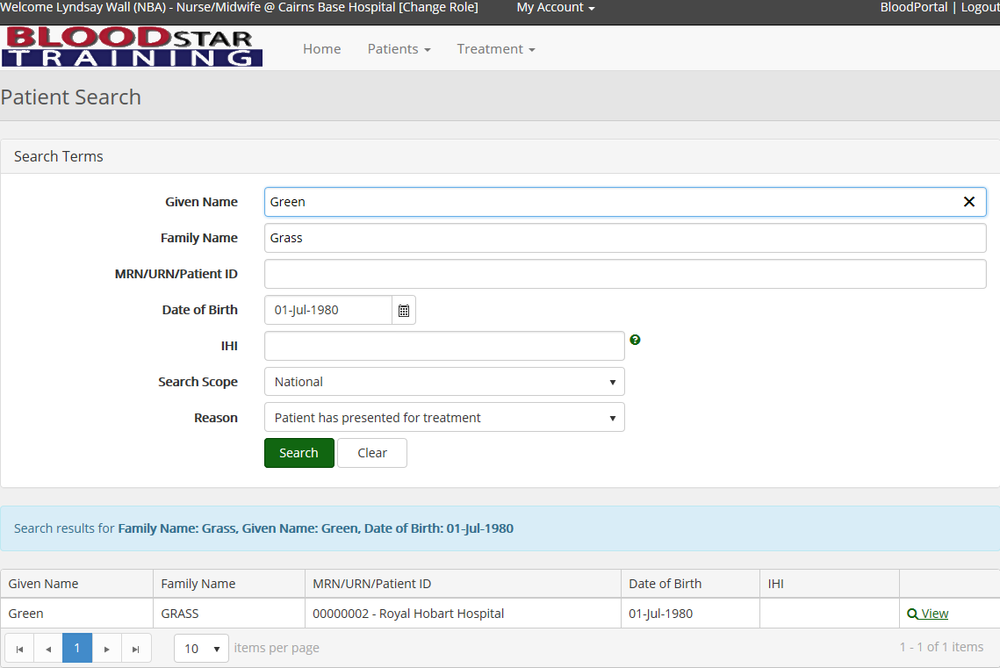 Welcome Lyndsay Wall (NBA) - Nurse/Midwife @ Cairns Base Hospital [Change Role] My Account BloodPortal | Logout
BLOODSTAR
TRAINING
Home Patients Treatment
Patient Search
Search Terms
Given Name Green
Family Name Grass
MRN/URN/Patient ID
Date of Birth 01-Jul-1980
IHI
Search Scope National
Reason Patient has presented for treatment
Search Clear
Search results for Family Name: Grass, Given Name: Green, Date of Birth: 01-Jul-1980
Given Name Family Name MRN/URN/Patient ID Date of Birth IHI
Green GRASS 00000002 - Royal Hobart Hospital 01-Jul-1980 View
1 10 items per page 1 - 1 of 1 items